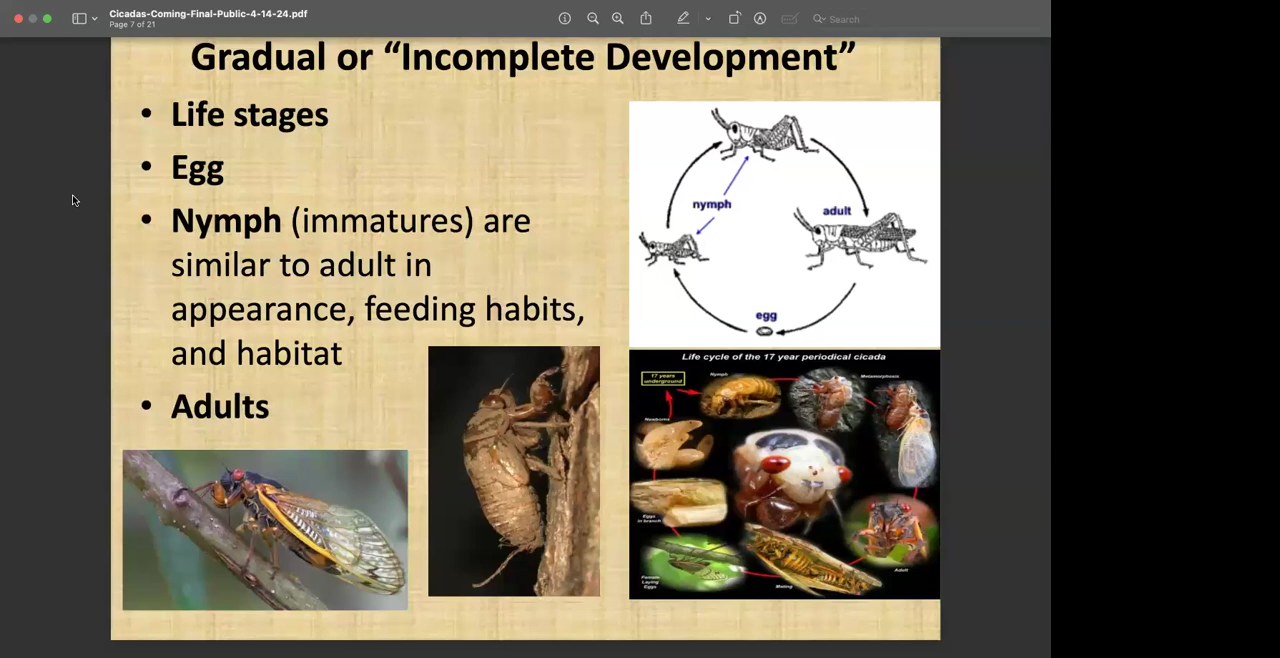 Cicadas-Coming-Final-Public-4-14-24.pdf
Page 7 of 21
Search
Gradual or “Incomplete Development”
• Life stages
• Egg
• Nymph (immatures) are
similar to adult in
appearance, feeding habits,
and habitat
• Adults
nymph
adult
egg
Life cycle of the 17 year periodical cicada
17 years
underground
Nymph
Metamorphosis
Newborns
Eggs
in branch
Female
Laying
Eggs
Mating
Adult